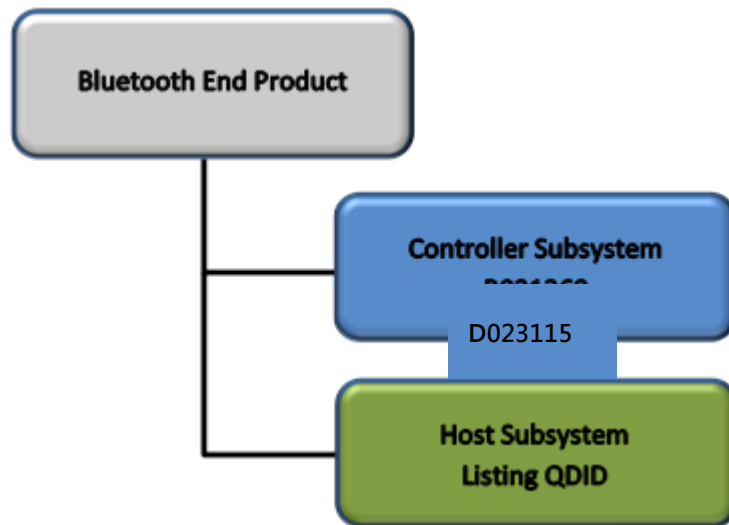 Bluetooth End Product
Controller Subsystem
D023115
Host Subsystem
Listing QDID